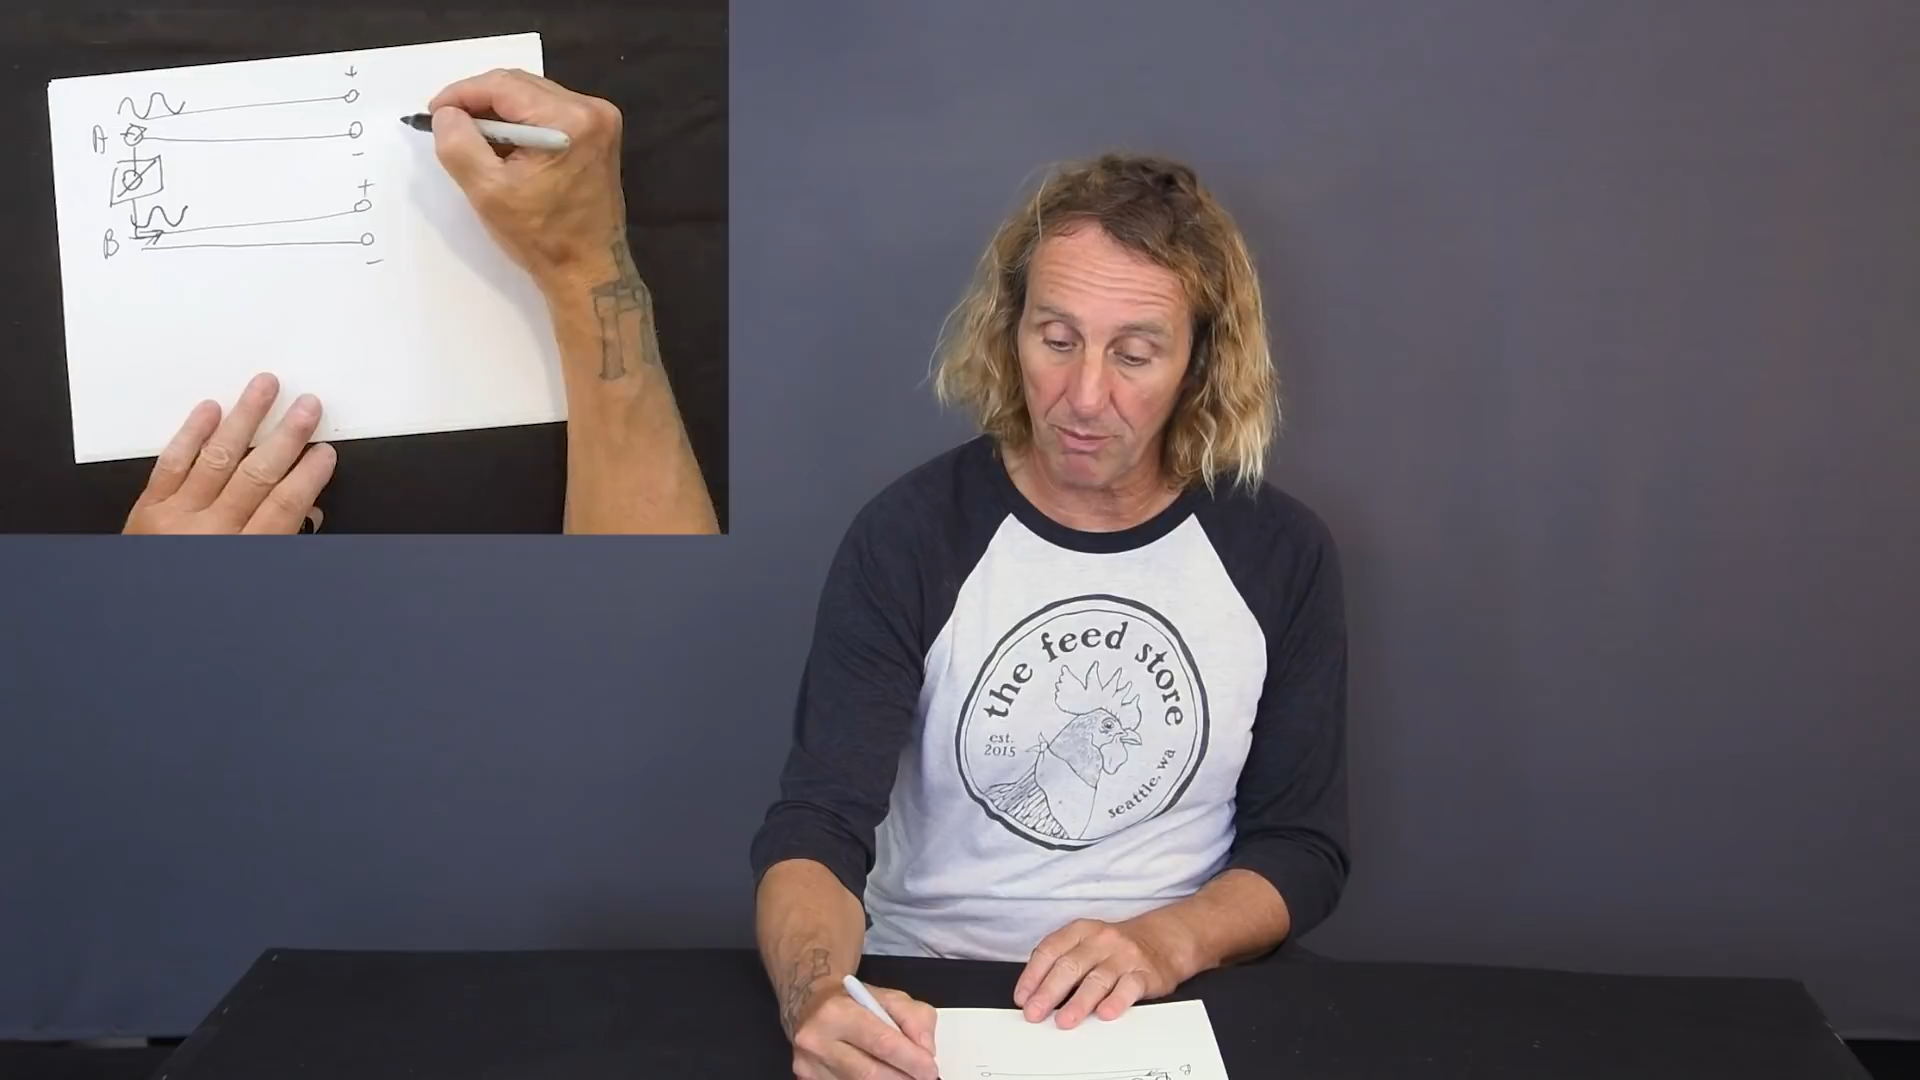 +
A
-
+
B
-
the feed store
est.
2015
seattle, wa
B